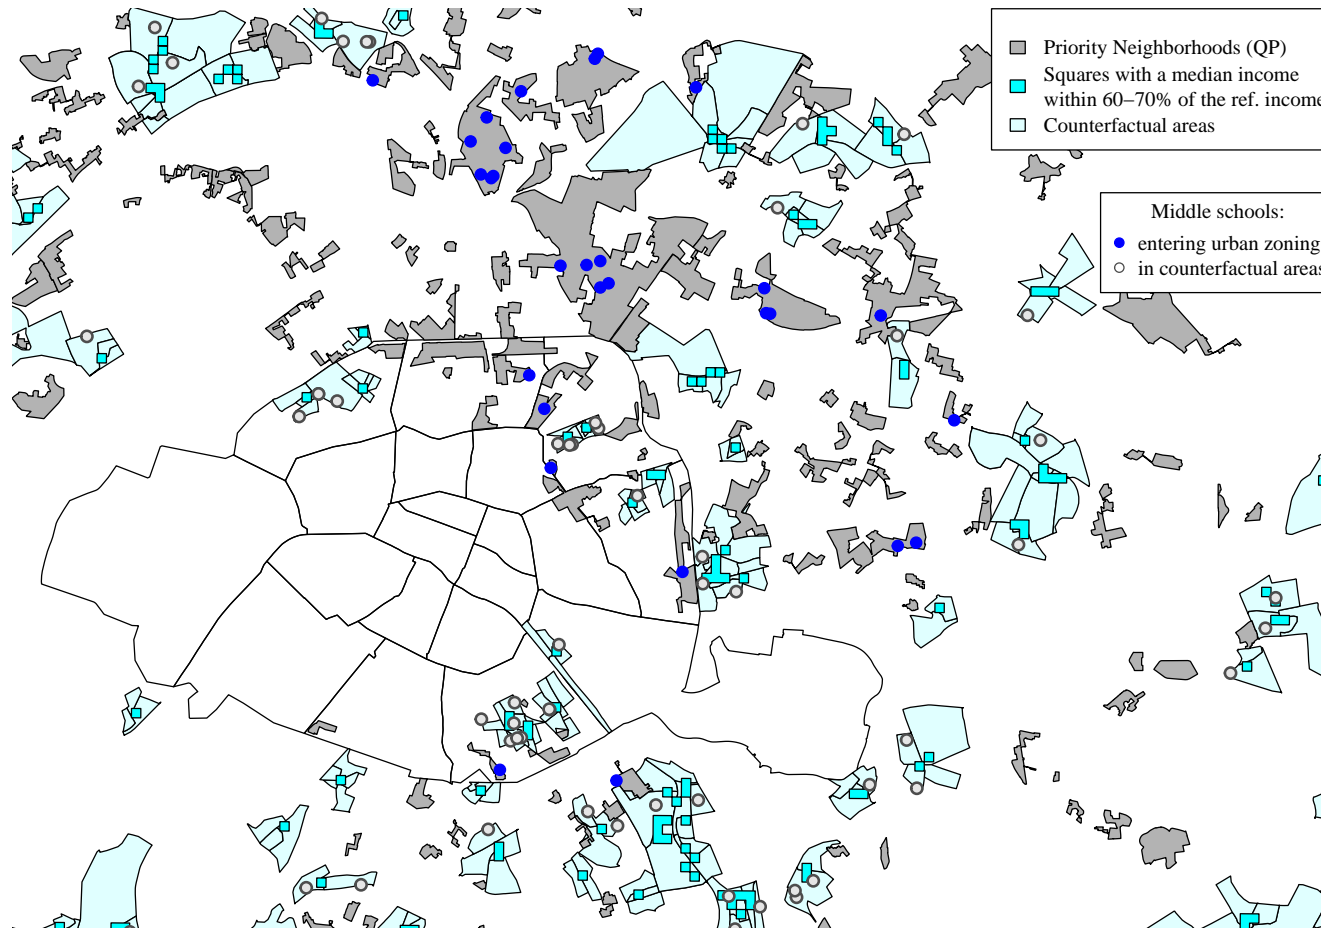 Priority Neighborhoods (QP)
Squares with a median income
within 60–70% of the ref. income
Counterfactual areas
Middle schools:
entering urban zoning
in counterfactual areas